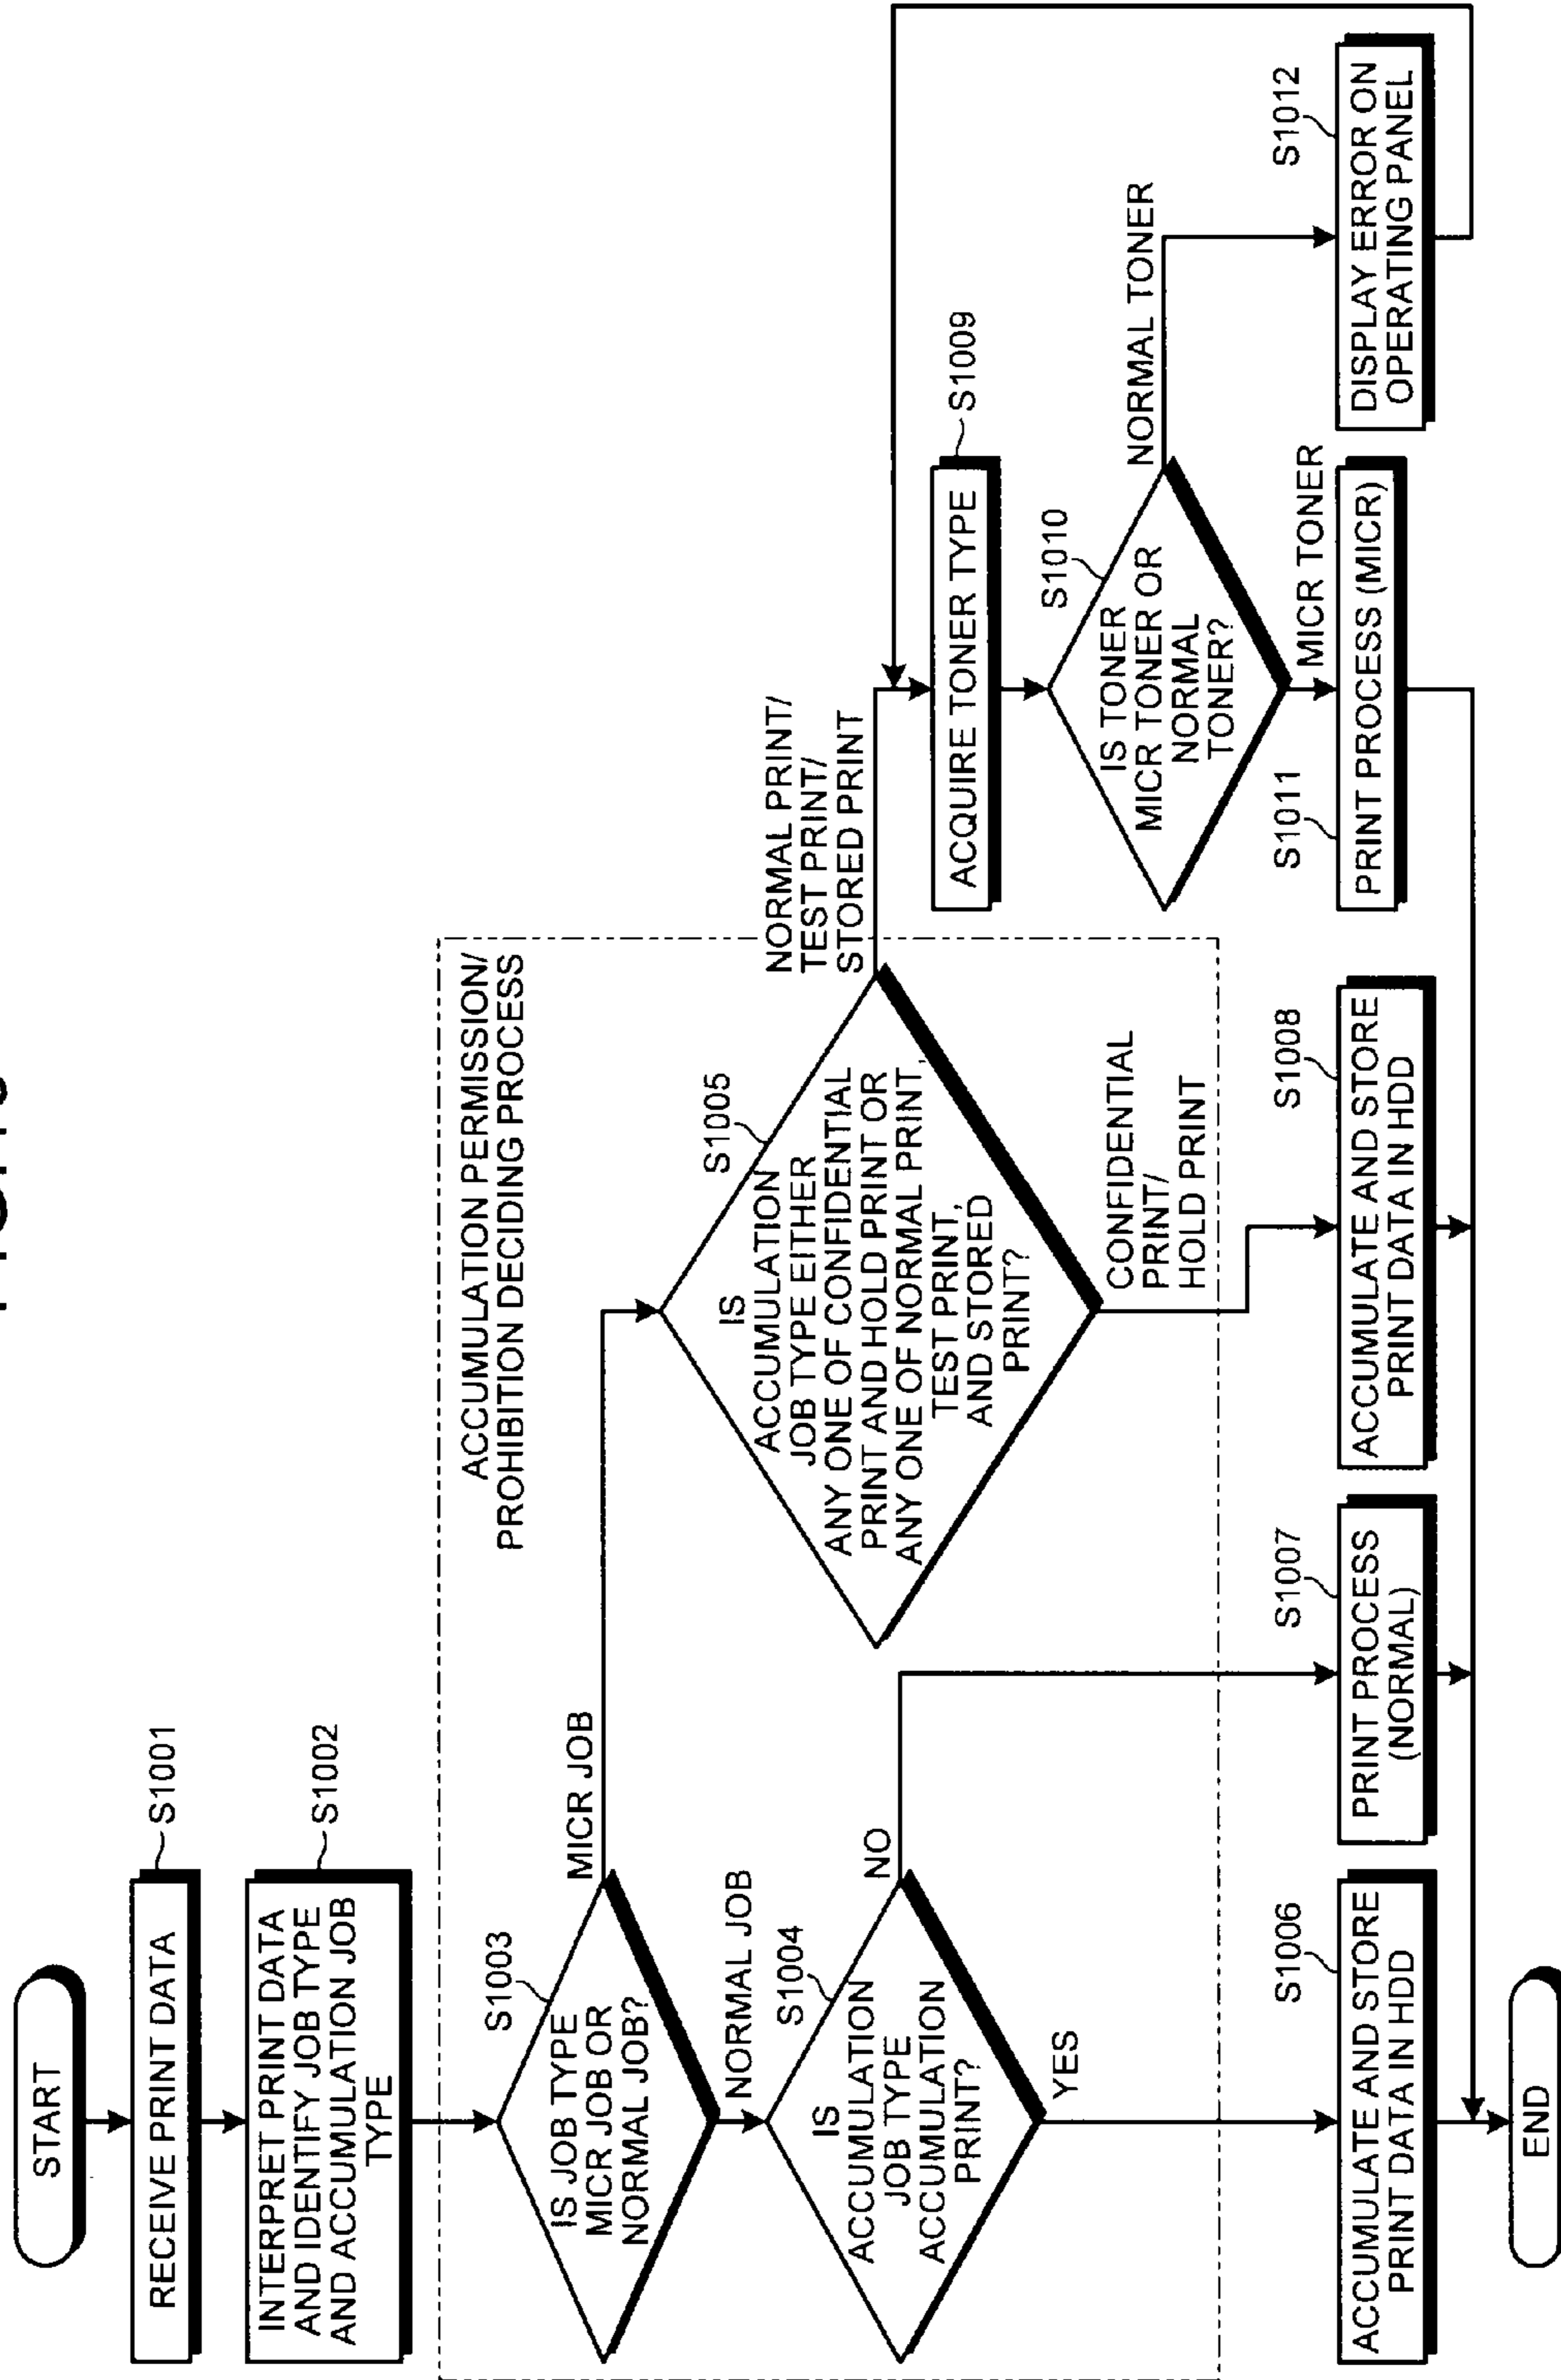 START
RECEIVE PRINT DATA
S1001
INTERPRET PRINT DATA
AND IDENTIFY JOB TYPE
AND ACCUMULATION JOB
TYPE
S1002
ACCUMULATION PERMISSION/
PROHIBITION DECIDING PROCESS
S1003
IS JOB TYPE
MICR JOB OR
NORMAL JOB?
MICR JOB
NORMAL JOB
S1004
IS
ACCUMULATION
JOB TYPE
ACCUMULATION
PRINT?
NO
YES
S1005
IS
ACCUMULATION
JOB TYPE EITHER
ANY ONE OF CONFIDENTIAL
PRINT AND HOLD PRINT OR
ANY ONE OF NORMAL PRINT,
TEST PRINT,
AND STORED
PRINT?
NORMAL PRINT/
TEST PRINT/
STORED PRINT
CONFIDENTIAL
PRINT/
HOLD PRINT
ACQUIRE TONER TYPE
S1009
S1010
IS TONER
MICR TONER OR
NORMAL
TONER?
NORMAL TONER
MICR TONER
S1006
ACCUMULATE AND STORE
PRINT DATA IN HDD
S1007
PRINT PROCESS
(NORMAL)
S1008
ACCUMULATE AND STORE
PRINT DATA IN HDD
S1011
PRINT PROCESS (MICR)
S1012
DISPLAY ERROR ON
OPERATING PANEL
END